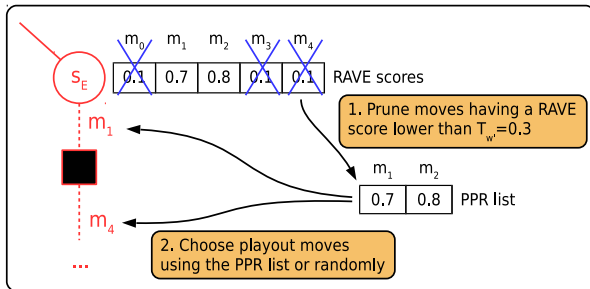 m0 m1 m2 m3 m4
SE 0.1 0.7 0.8 0.1 0.1 RAVE scores
1. Prune moves having a RAVE
score lower than Tw'=0.3
m1
m1 m2
0.7 0.8 PPR list
m4
2. Choose playout moves
using the PPR list or randomly
...